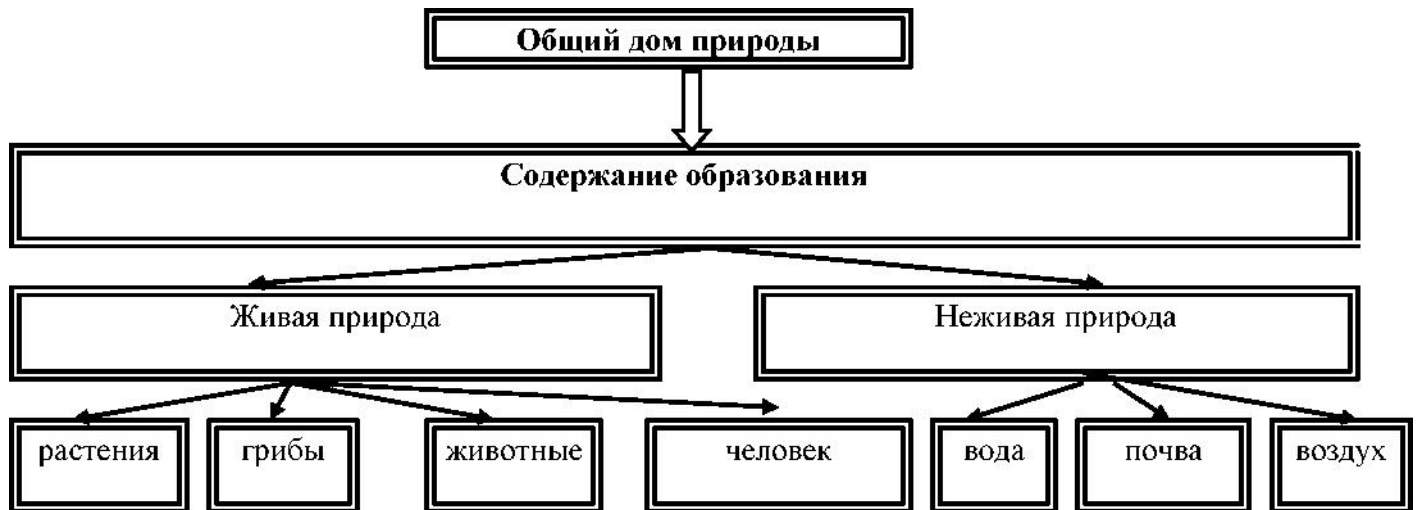 Общий дом природы
Содержание образования
Живая природа
Неживая природа
растения
грибы
животные
человек
вода
почва
воздух